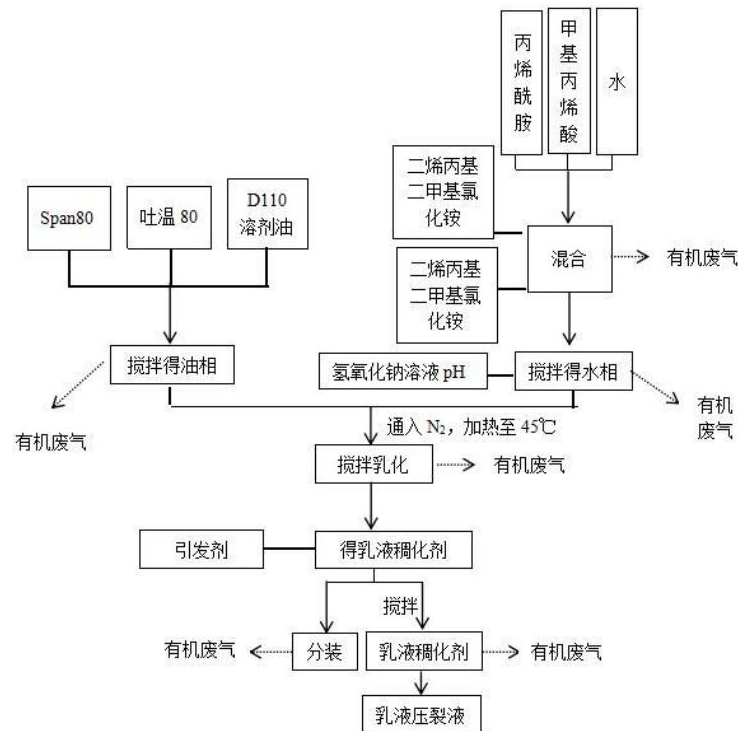 丙
烯
酰
胺
甲
基
丙
烯
酸
水
二烯丙基
二甲基氯
化铵
Span80
吐温 80
D110
溶剂油
混合
有机废气
二烯丙基
二甲基氯
化铵
搅拌得油相
氢氧化钠溶液 pH
搅拌得水相
有机废气
有机
废气
通入 N₂，加热至 45℃
搅拌乳化
有机废气
引发剂
得乳液稠化剂
搅拌
有机废气
分装
乳液稠化剂
有机废气
乳液压裂液